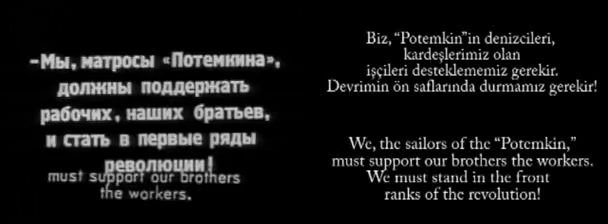 -Мы, матросы «Потемкина»,
должны поддержать
рабочих, наших братьев,
и стать в первые ряды
революции!
must support our brothers
the workers.
Biz, “Potemkin”in denizcileri,
kardeşlerimiz olan
işçileri desteklememiz gerekir.
Devrimin ön saflarında durmamız gerekir!
We, the sailors of the “Potemkin,”
must support our brothers the workers.
We must stand in the front
ranks of the revolution!